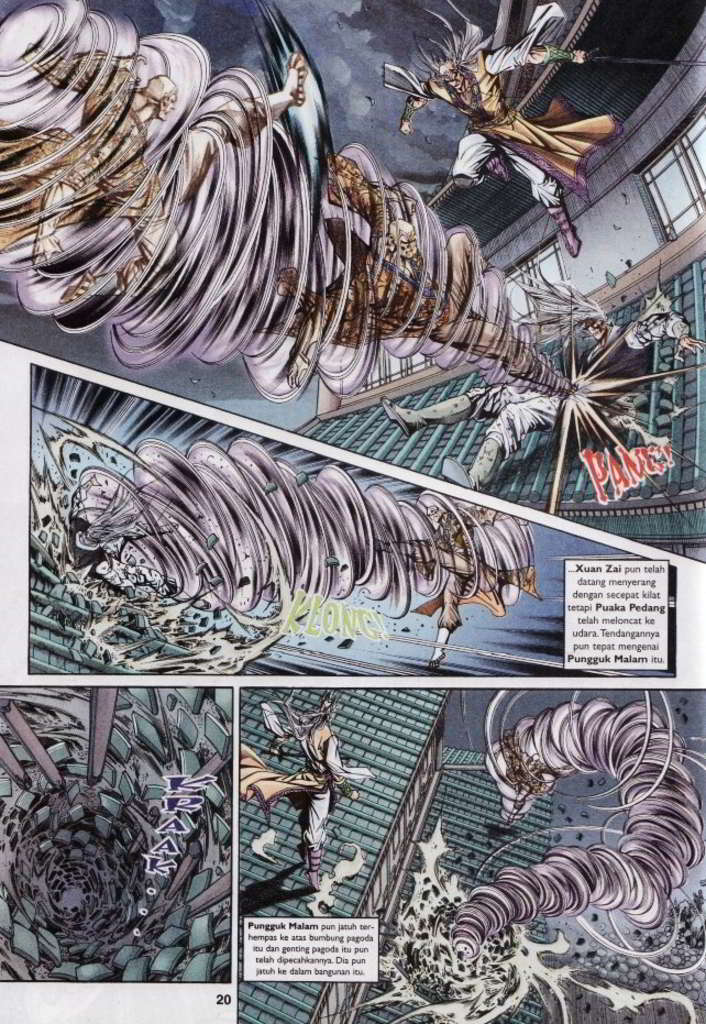 PANG!
...Xuan Zai pun telah
datang menyerang
dengan secepat kilat
tetapi Puaka Pedang
telah meloncat ke
udara. Tendangannya
pun tepat mengenai
Pungguk Malam itu.
KLONG!
KRAAK...
Pungguk Malam pun jatuh ter-
hempas ke atas bumbung pagoda
itu dan genting pagoda itu pun
telah dipecahkannya. Dia pun
jatuh ke dalam bangunan itu.
20